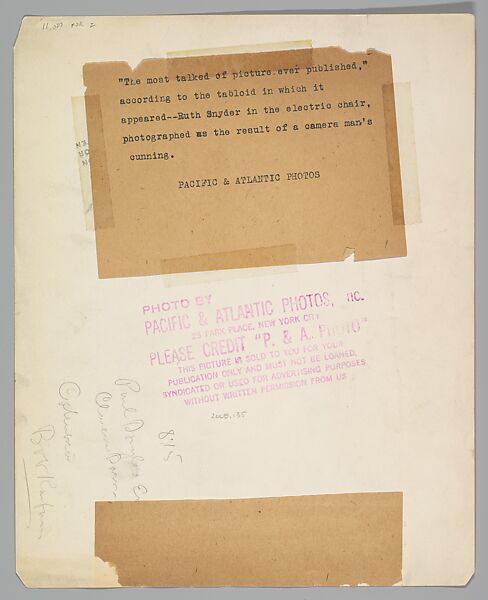 "The most talked of picture ever published,"
according to the tabloid in which it
appeared--Ruth Snyder in the electric chair,
photographed as the result of a camera man's
cunning.
PACIFIC & ATLANTIC PHOTOS
PHOTO BY
PACIFIC & ATLANTIC PHOTOS, NC.
25 PARK PLACE, NEW YORK CITY
PLEASE CREDIT "P. & A. PHOTO"
THIS PICTURE IS SOLD TO YOU FOR YOUR
PUBLICATION ONLY AND MUST NOT BE LOANED,
SYNDICATED OR USED FOR ADVERTISING PURPOSES
WITHOUT WRITTEN PERMISSION FROM US
2008.135